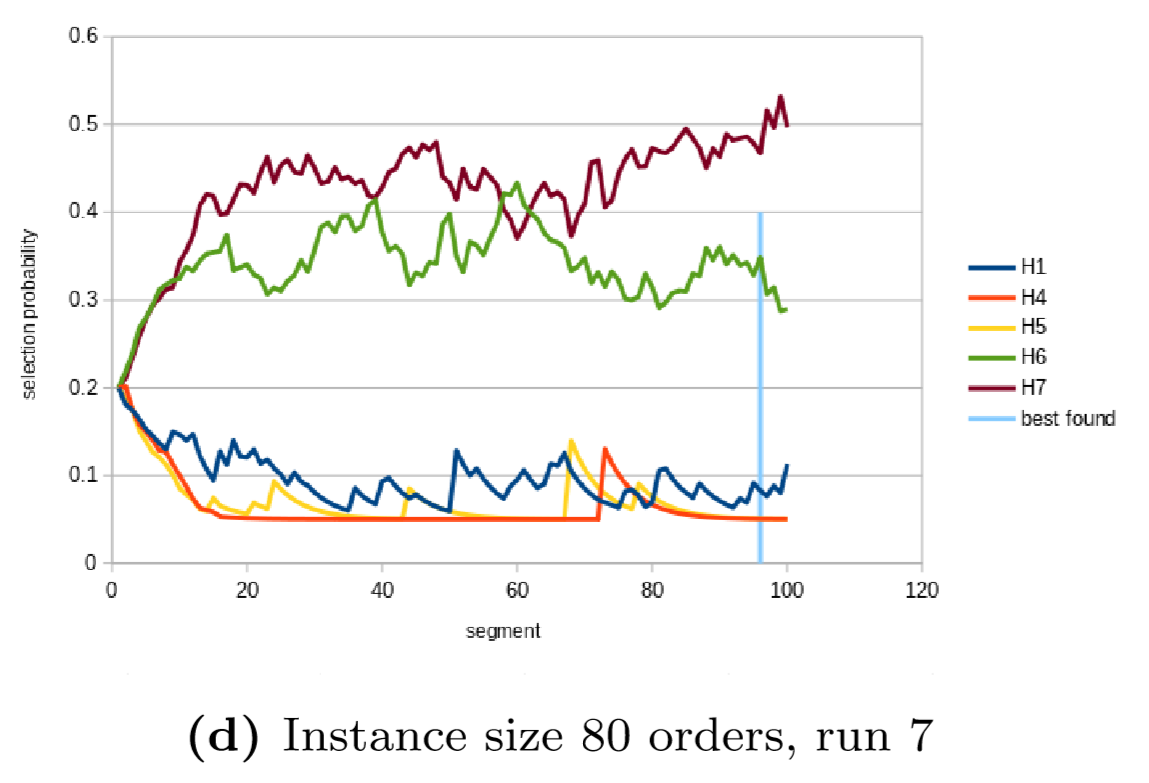 0.6
0.5
0.4
0.3
0.2
0.1
0
selection probability
0 20 40 60 80 100 120
segment
H1
H4
H5
H6
H7
best found
(d) Instance size 80 orders, run 7